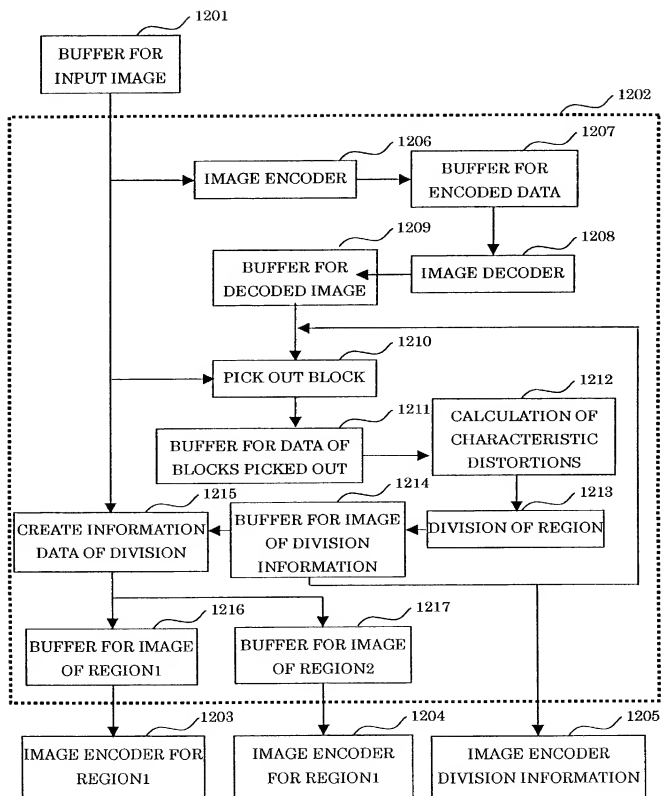 1201
BUFFER FOR
INPUT IMAGE
1202
1206
IMAGE ENCODER
1207
BUFFER FOR
ENCODED DATA
1209
BUFFER FOR
DECODED IMAGE
1208
IMAGE DECODER
1210
PICK OUT BLOCK
1211
BUFFER FOR DATA OF
BLOCKS PICKED OUT
1212
CALCULATION OF
CHARACTERISTIC
DISTORTIONS
1215
CREATE INFORMATION
DATA OF DIVISION
1214
BUFFER FOR IMAGE
OF DIVISION
INFORMATION
1213
DIVISION OF REGION
1216
BUFFER FOR IMAGE
OF REGION1
1217
BUFFER FOR IMAGE
OF REGION2
1203
IMAGE ENCODER FOR
REGION1
1204
IMAGE ENCODER
FOR REGION1
1205
IMAGE ENCODER
DIVISION INFORMATION